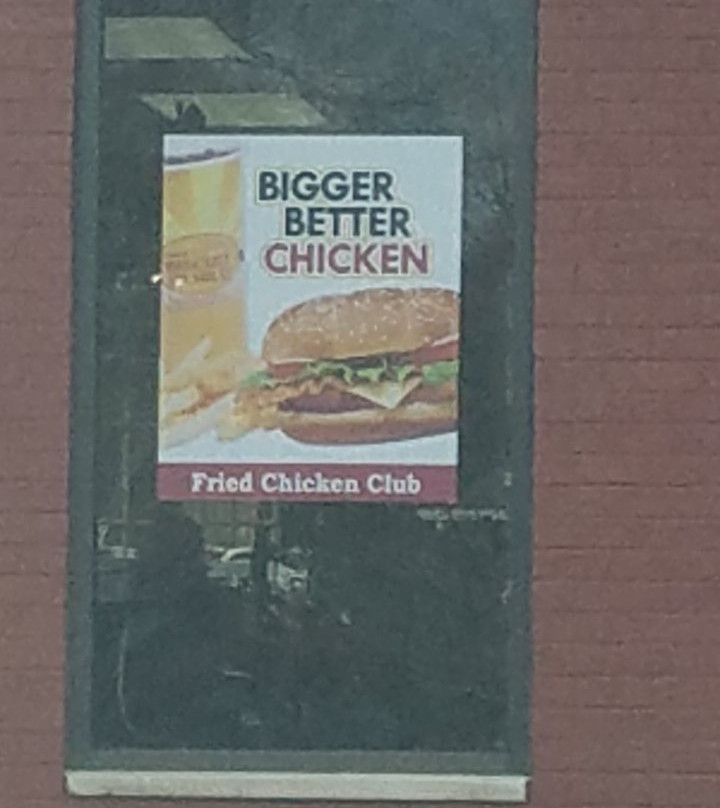 BIGGER
BETTER
CHICKEN
Fried Chicken Club